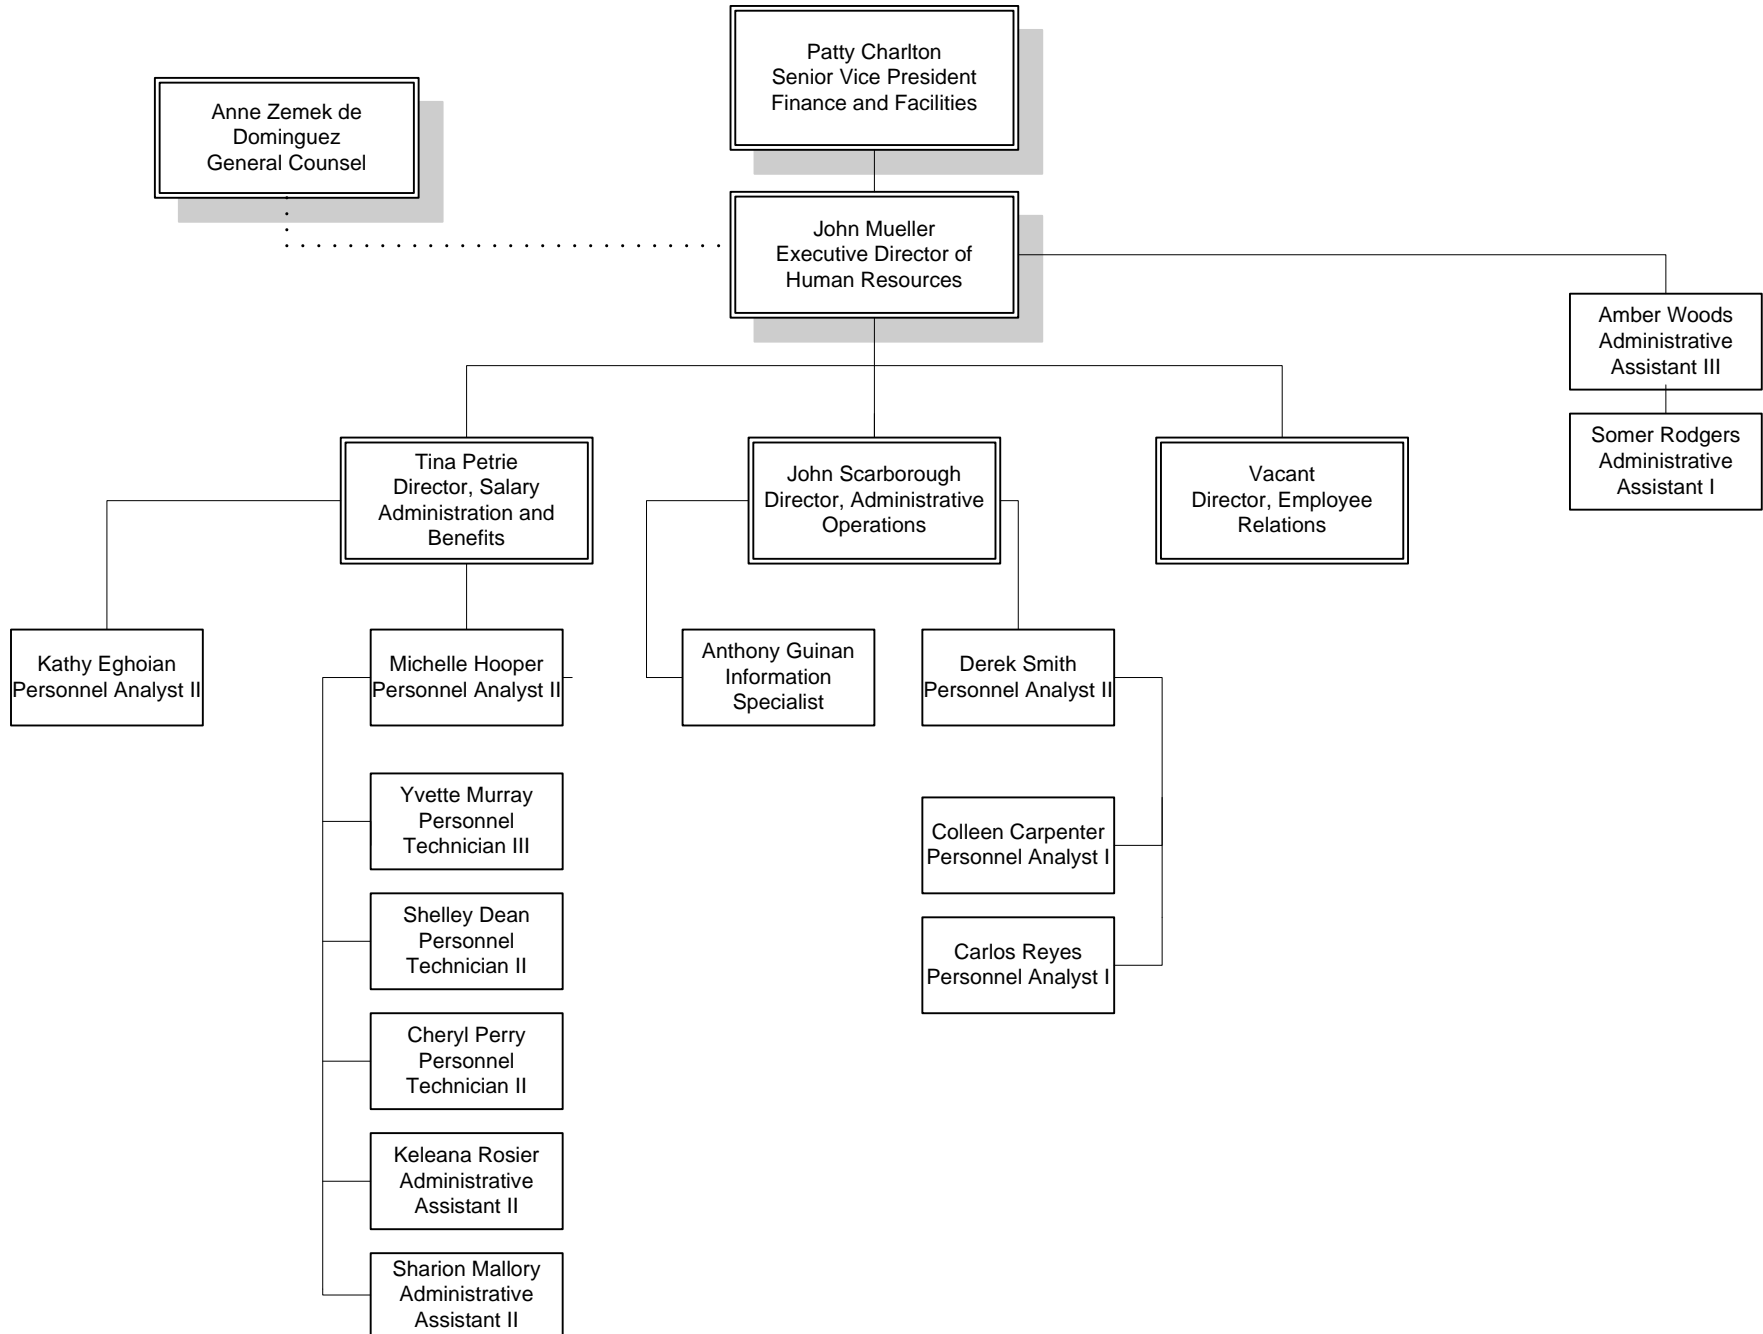 Patty Charlton
Senior Vice President
Finance and Facilities
Anne Zemek de
Dominguez
General Counsel
John Mueller
Executive Director of
Human Resources
Amber Woods
Administrative
Assistant III
Somer Rodgers
Administrative
Assistant I
Tina Petrie
Director, Salary
Administration and
Benefits
John Scarborough
Director, Administrative
Operations
Vacant
Director, Employee
Relations
Kathy Eghoian
Personnel Analyst II
Michelle Hooper
Personnel Analyst II
Anthony Guinan
Information
Specialist
Derek Smith
Personnel Analyst II
Yvette Murray
Personnel
Technician III
Shelley Dean
Personnel
Technician II
Cheryl Perry
Personnel
Technician II
Keleana Rosier
Administrative
Assistant II
Sharion Mallory
Administrative
Assistant II
Colleen Carpenter
Personnel Analyst I
Carlos Reyes
Personnel Analyst I